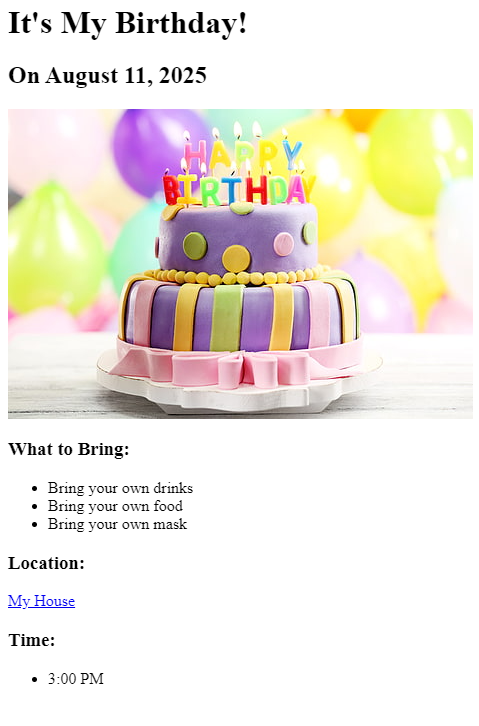 It's My Birthday!
On August 11, 2025
HAPPY
BIRTHDAY
What to Bring:
Bring your own drinks
Bring your own food
Bring your own mask
Location:
My House
Time:
3:00 PM